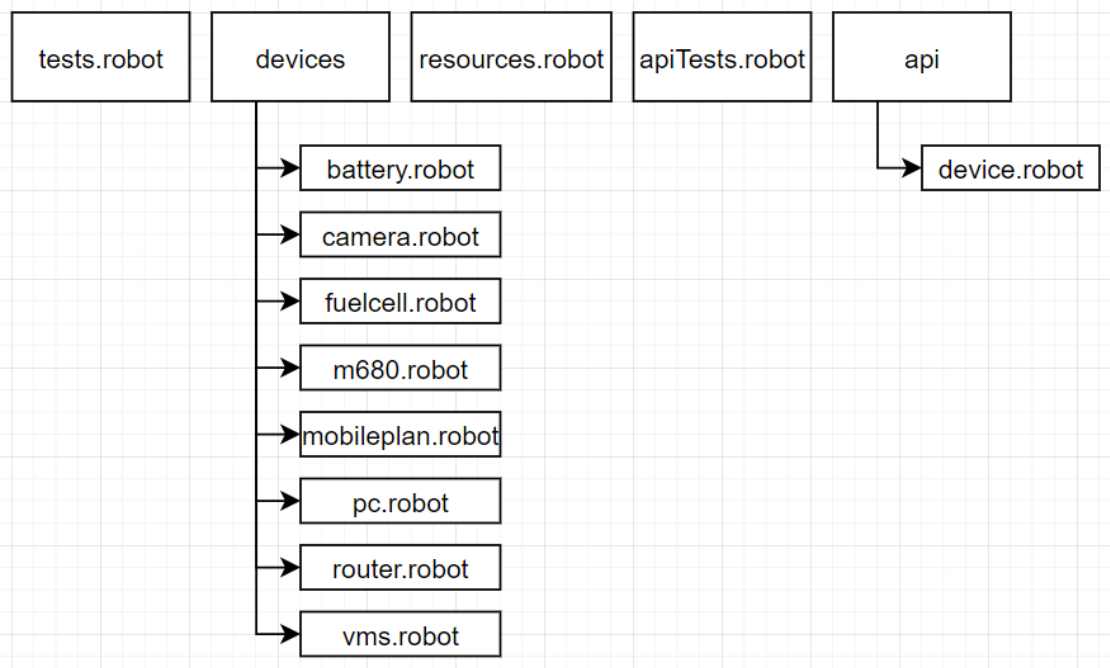 tests.robot
devices
resources.robot
apiTests.robot
api
battery.robot
camera.robot
fuelcell.robot
m680.robot
mobileplan.robot
pc.robot
router.robot
vms.robot
device.robot